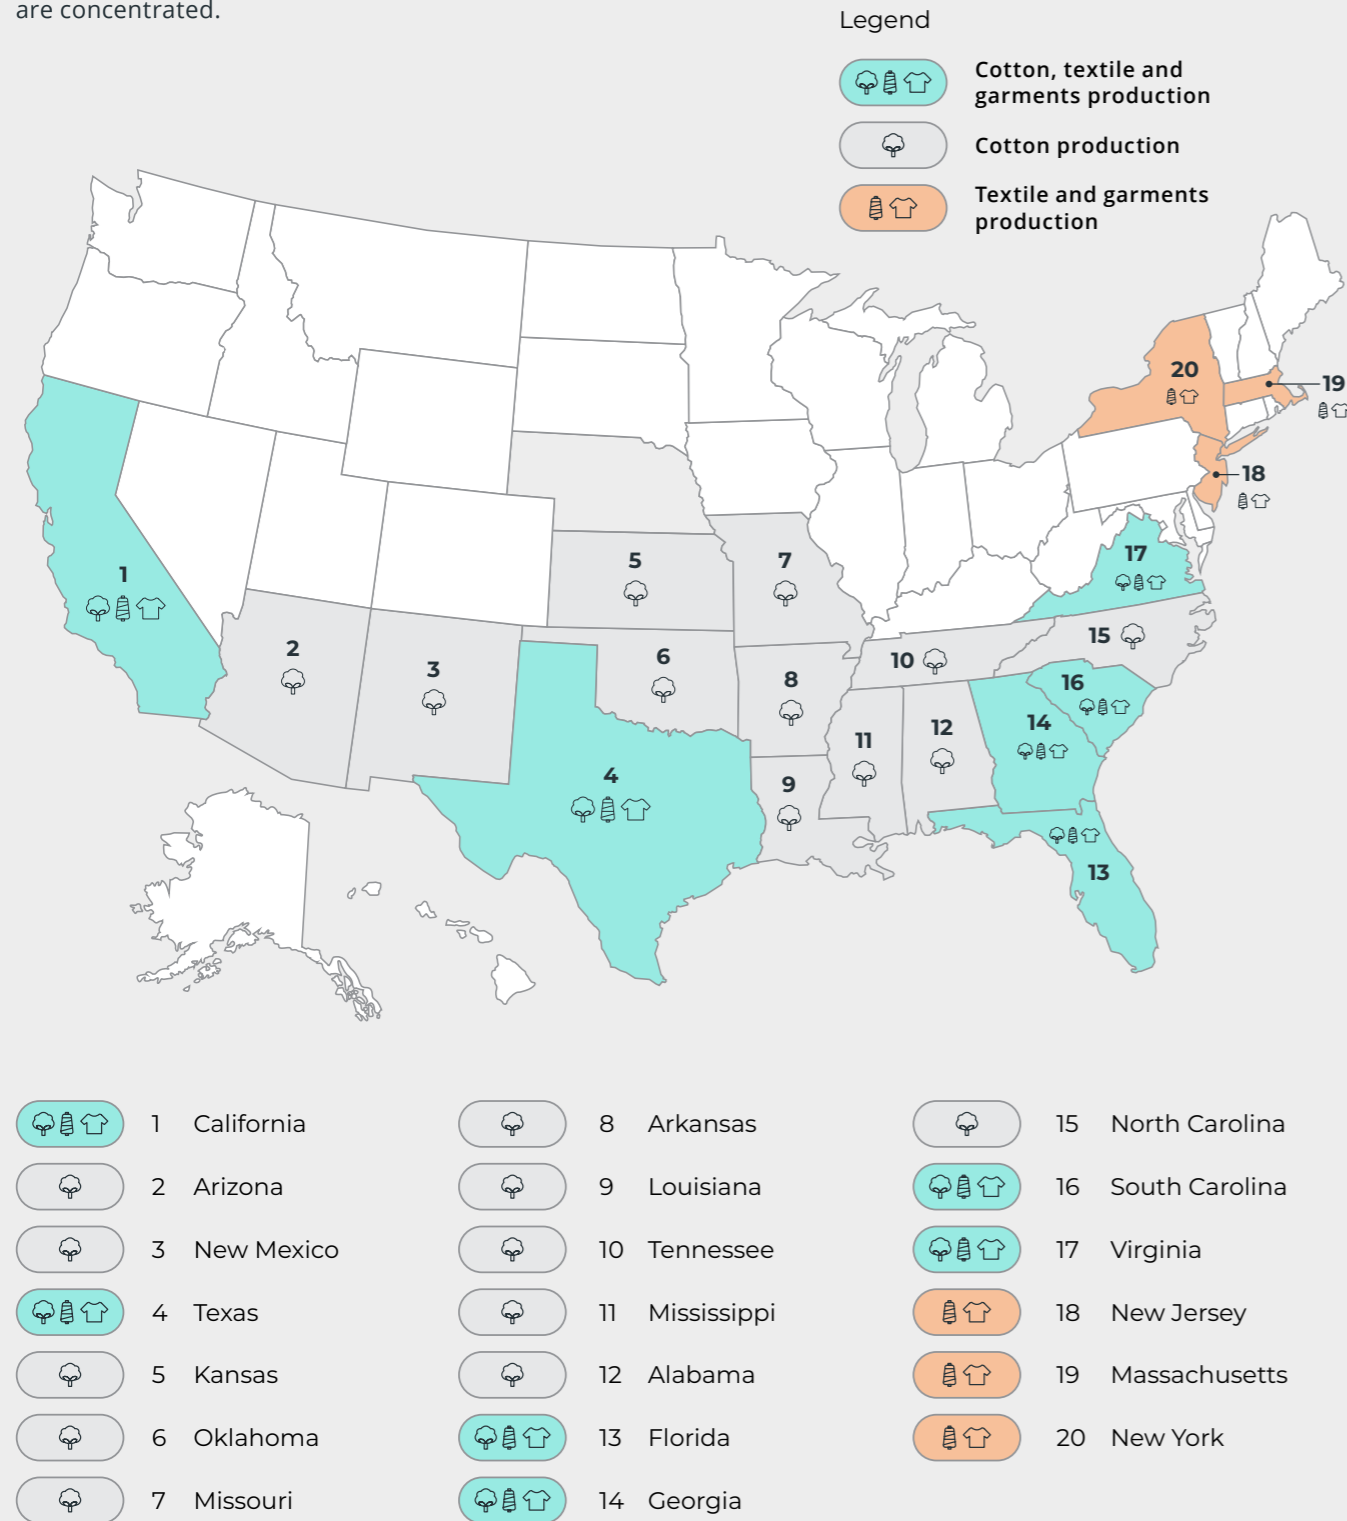 are concentrated.
Legend
Cotton, textile and
garments production
Cotton production
Textile and garments
production
20
19
18
17
1
5
7
2
3
6
8
10
15
16
4
9
11
12
14
13
1 California
2 Arizona
3 New Mexico
4 Texas
5 Kansas
6 Oklahoma
7 Missouri
8 Arkansas
9 Louisiana
10 Tennessee
11 Mississippi
12 Alabama
13 Florida
14 Georgia
15 North Carolina
16 South Carolina
17 Virginia
18 New Jersey
19 Massachusetts
20 New York